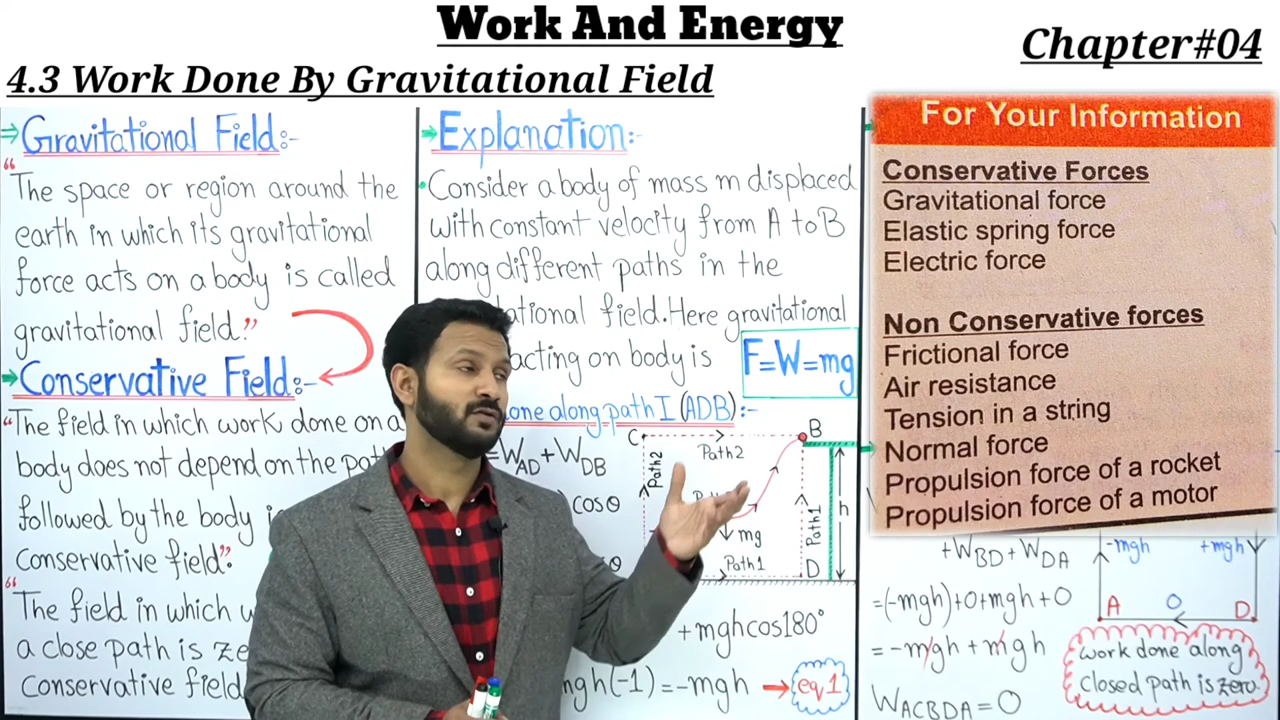 Work And Energy
Chapter#04
4.3 Work Done By Gravitational Field
⇒ Gravitational Field:-
"The space or region around the
earth in which its gravitational
force acts on a body is called
gravitational field."
→ Conservative Field:-
"The field in which work done on a
body does not depend on the
followed by the body
conservative field."
"The field in which
a close path is
conservative field
→ Explanation:-
• Consider a body of mass m displaced
with constant velocity from A to B
along different paths in the
field. Here gravitational
acting on body is
F=W=mg
along path I (ADB):-
=W_AD+W_DB
cosθ
θ
C
B
Path2
Path2
mg
Path1
Path1
D
h
+mghcos180°
mgh(-1)=-mgh → eq1
For Your Information
Conservative Forces
Gravitational force
Elastic spring force
Electric force
Non Conservative forces
Frictional force
Air resistance
Tension in a string
Normal force
Propulsion force of a rocket
Propulsion force of a motor
+W_BD+W_DA
=(-mgh)+0+mgh+0
=-mgh+mgh
W_ACBDA=0
-mgh
+mgh
A
0
D
work done along
closed path is zero.